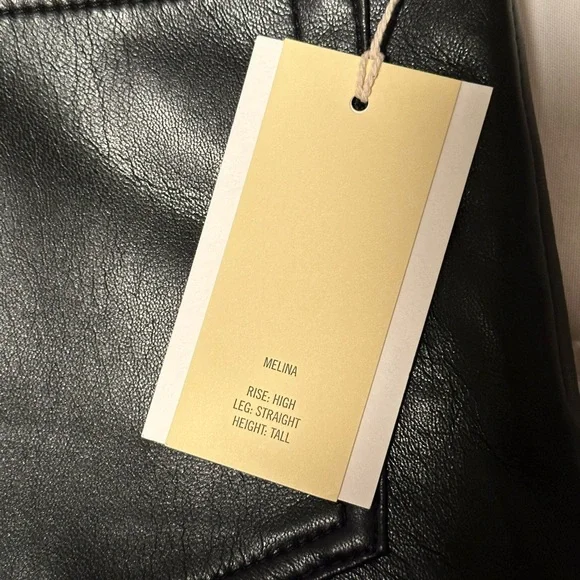 MELINA
RISE: HIGH
LEG: STRAIGHT
HEIGHT: TALL